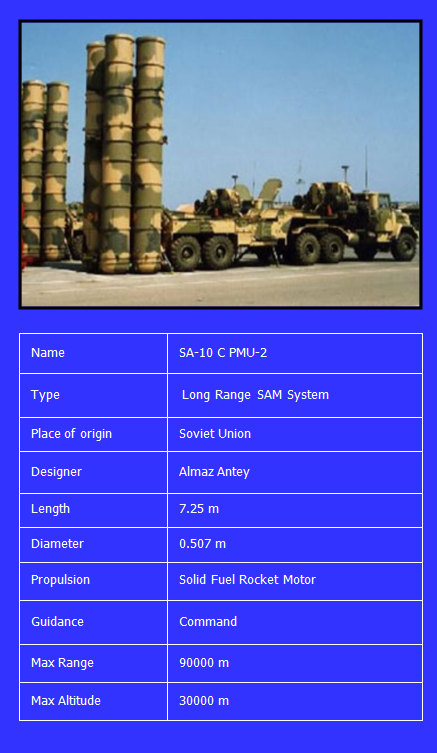 Name SA-10 C PMU-2
Type Long Range SAM System
Place of origin Soviet Union
Designer Almaz Antey
Length 7.25 m
Diameter 0.507 m
Propulsion Solid Fuel Rocket Motor
Guidance Command
Max Range 90000 m
Max Altitude 30000 m